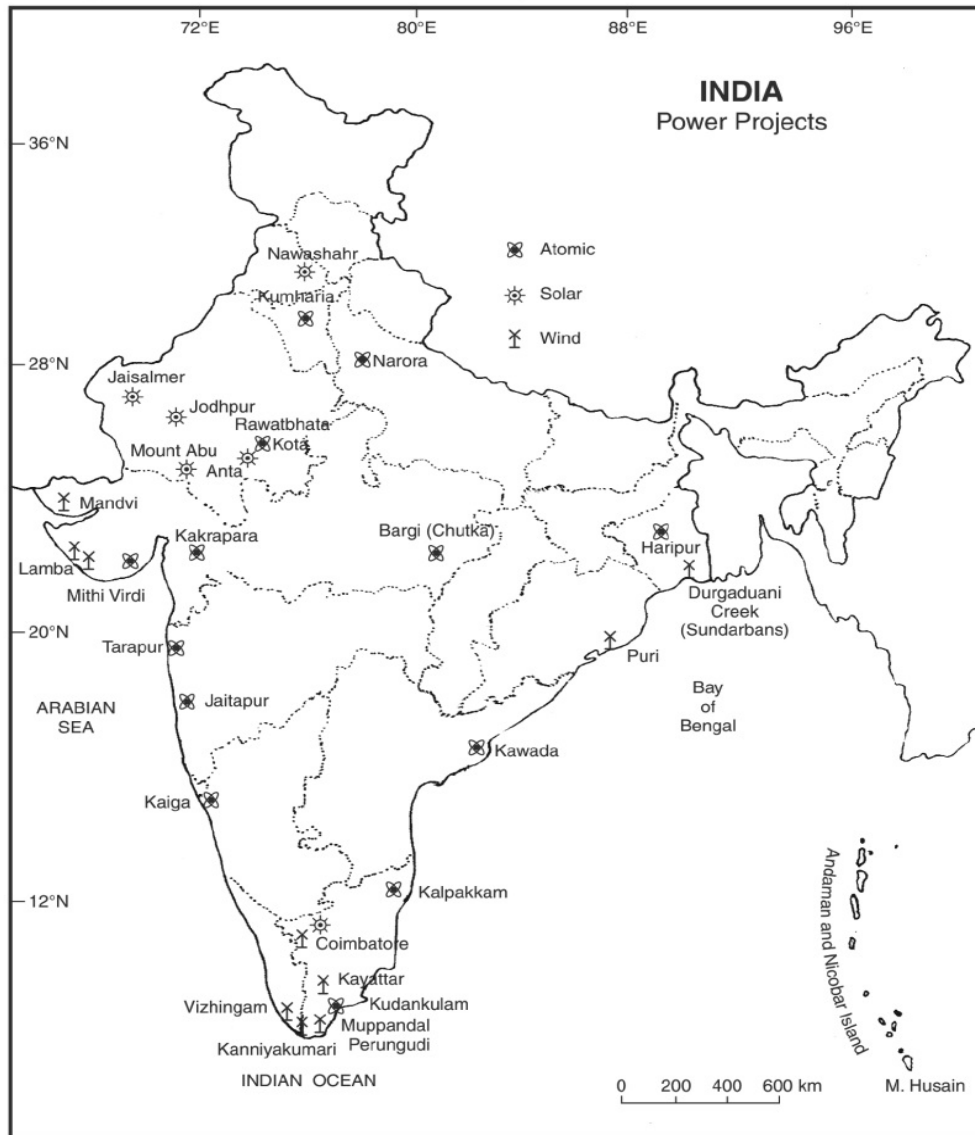 72°E 80°E 88°E 96°E
INDIA
Power Projects
36°N
Atomic
Solar
Wind
Nawashahr
Kumharia
28°N
Narora
Jaisalmer
Jodhpur
Rawatbhata
Kota
Mount Abu
Anta
Mandvi
Kakrapara
Bargi (Chutka)
Haripur
Lamba
Mithi Virdi
Durgaduani
Creek
(Sundarbans)
20°N
Tarapur
Puri
Jaitapur
ARABIAN
SEA
Bay
of
Bengal
Kawada
Kaiga
Kalpakkam
12°N
Andaman and Nicobar Island
Coimbatore
Kayattar
Vizhingam
Kudankulam
Muppandal
Perungudi
Kanniyakumari
INDIAN OCEAN
0 200 400 600 km
M. Husain